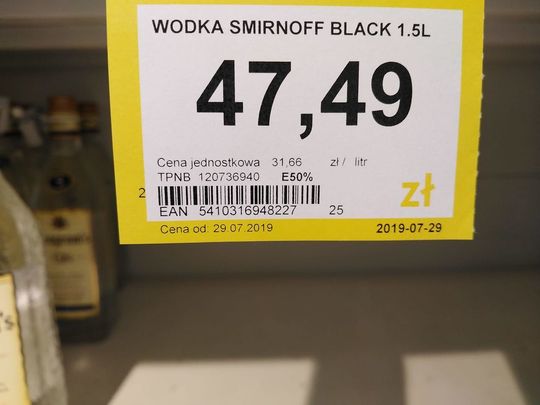 WODKA SMIRNOFF BLACK 1.5L
47,49
Cena jednostkowa 31,66 zł / litr
TPNB 120736940 E50%
2
EAN 5410316948227 25
zł
Cena od: 29.07.2019 2019-07-29